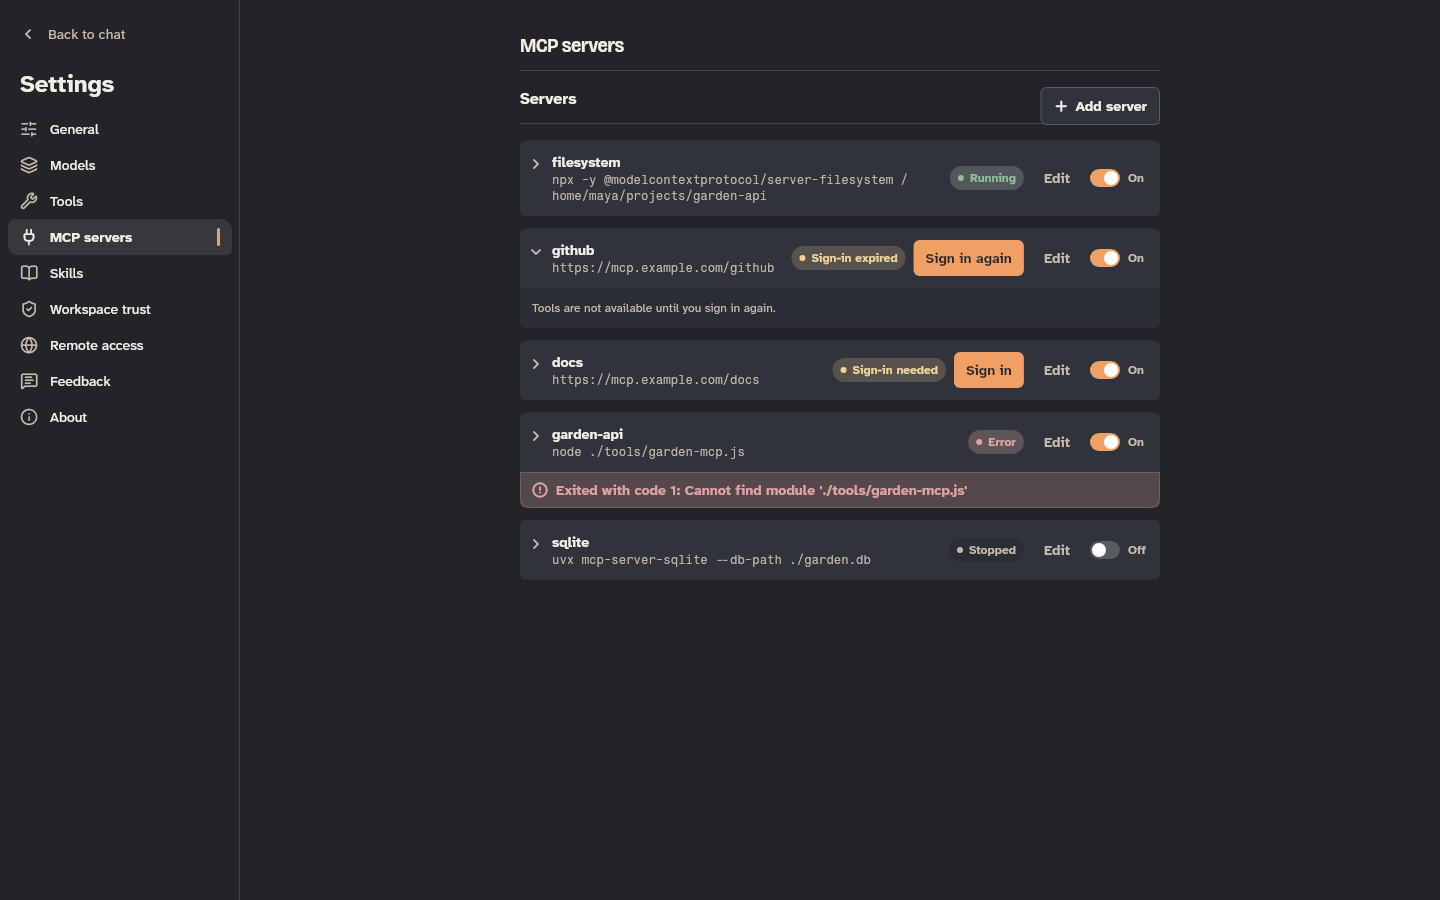 Back to chat
Settings
General
Models
Tools
MCP servers
Skills
Workspace trust
Remote access
Feedback
About
MCP servers
Servers
Add server
filesystem
npx -y @modelcontextprotocol/server-filesystem /
home/maya/projects/garden-api
Running
Edit
On
github
https://mcp.example.com/github
Sign-in expired
Sign in again
Edit
On
Tools are not available until you sign in again.
docs
https://mcp.example.com/docs
Sign-in needed
Sign in
Edit
On
garden-api
node ./tools/garden-mcp.js
Error
Edit
On
Exited with code 1: Cannot find module './tools/garden-mcp.js'
sqlite
uvx mcp-server-sqlite --db-path ./garden.db
Stopped
Edit
Off